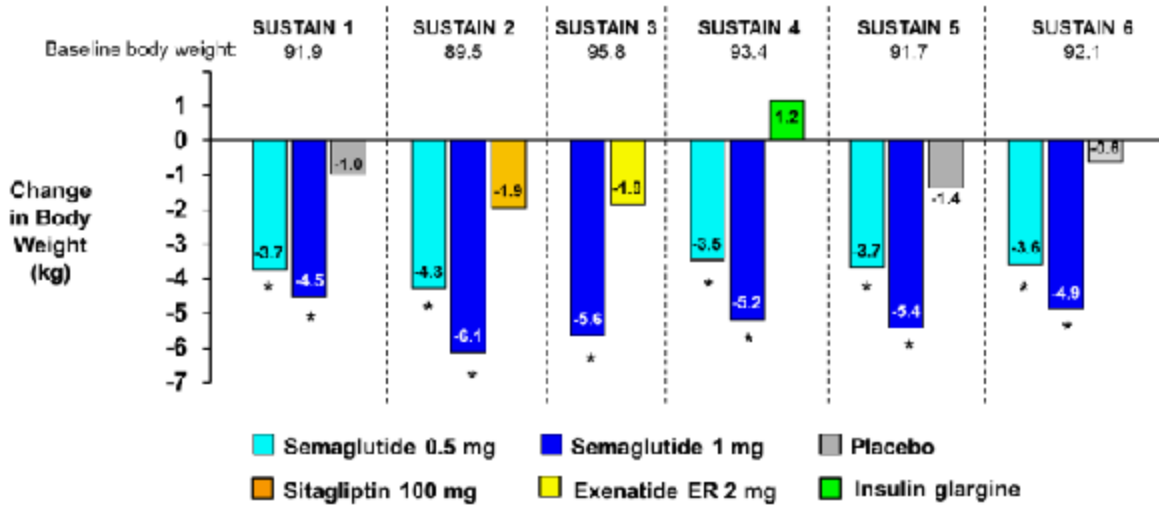 SUSTAIN 1 SUSTAIN 2 SUSTAIN 3 SUSTAIN 4 SUSTAIN 5 SUSTAIN 6
Baseline body weight: 91.9 89.5 95.8 93.4 91.7 92.1
1
0
-1
-2
-3
-4
-5
-6
-7
Change
in Body
Weight
(kg)
-3.7 * -4.5 * -1.0
-4.3 * -6.1 * -1.9
-5.6 *
-3.5 * -5.2 * 1.2
-3.7 * -5.4 * -1.4
-3.6 * -4.9 * -0.6
Semaglutide 0.5 mg Semaglutide 1 mg Placebo
Sitagliptin 100 mg Exenatide ER 2 mg Insulin glargine